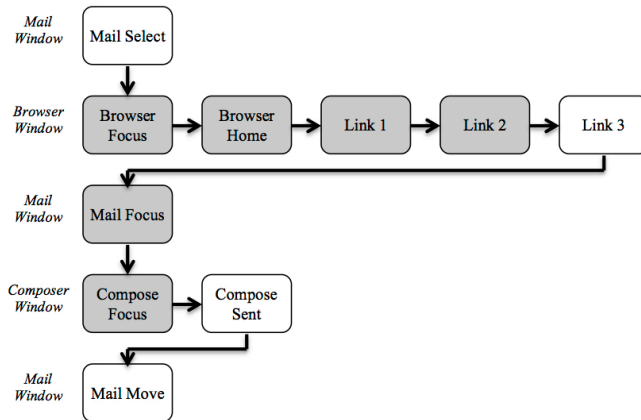 Mail
Window
Mail Select
Browser
Window
Browser
Focus
Browser
Home
Link 1
Link 2
Link 3
Mail
Window
Mail Focus
Composer
Window
Compose
Focus
Compose
Sent
Mail
Window
Mail Move